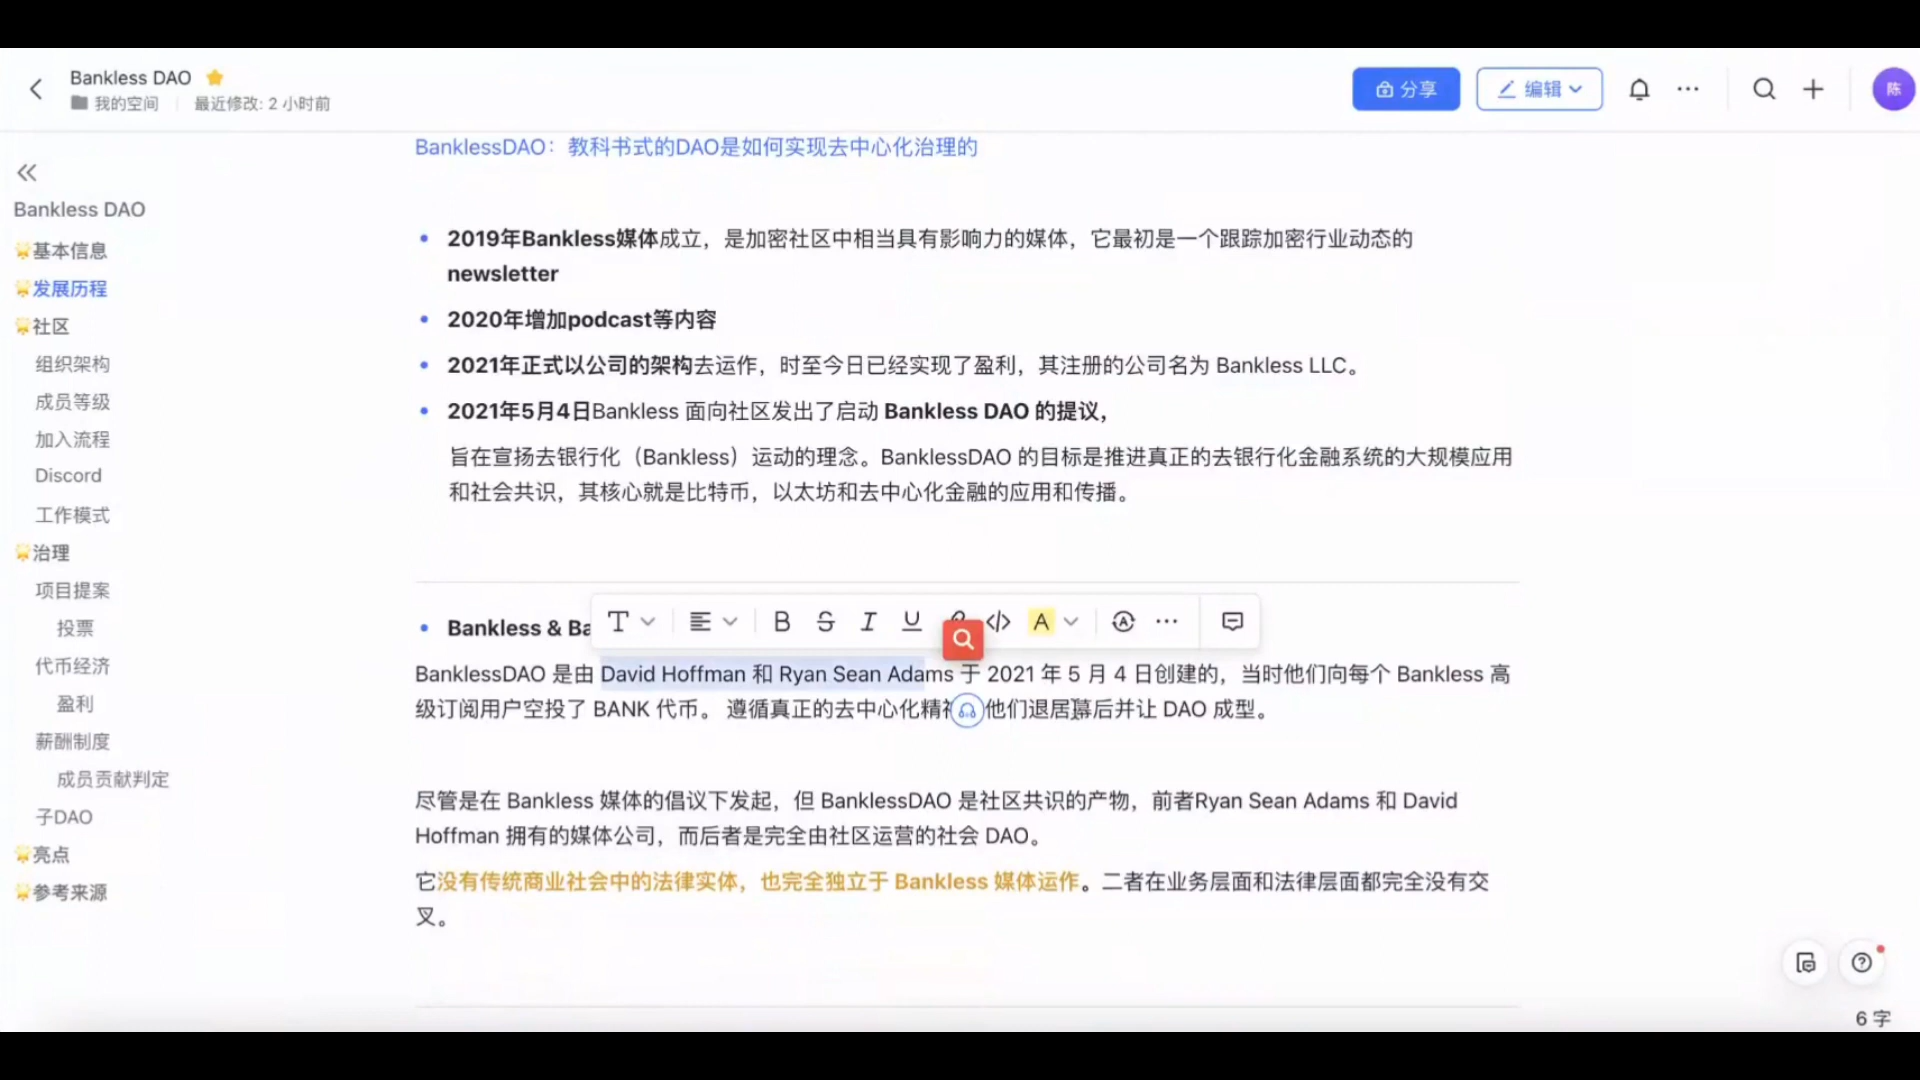 Bankless DAO
我的空间
最近修改: 2 小时前
分享
编辑
陈
Bankless DAO
基本信息
发展历程
社区
组织架构
成员等级
加入流程
Discord
工作模式
治理
项目提案
投票
代币经济
盈利
薪酬制度
成员贡献判定
子DAO
亮点
参考来源
BanklessDAO：教科书式的DAO是如何实现去中心化治理的
2019年Bankless媒体成立，是加密社区中相当具有影响力的媒体，它最初是一个跟踪加密行业动态的
newsletter
2020年增加podcast等内容
2021年正式以公司的架构去运作，时至今日已经实现了盈利，其注册的公司名为 Bankless LLC。
2021年5月4日Bankless 面向社区发出了启动 Bankless DAO 的提议，
旨在宣扬去银行化（Bankless）运动的理念。BanklessDAO 的目标是推进真正的去银行化金融系统的大规模应用
和社会共识，其核心就是比特币，以太坊和去中心化金融的应用和传播。
Bankless & Ba
T B S I U </> A
BanklessDAO 是由 David Hoffman 和 Ryan Sean Adams 于 2021 年 5 月 4 日创建的，当时他们向每个 Bankless 高
级订阅用户空投了 BANK 代币。 遵循真正的去中心化精 他们退居幕后并让 DAO 成型。
尽管是在 Bankless 媒体的倡议下发起，但 BanklessDAO 是社区共识的产物，前者Ryan Sean Adams 和 David
Hoffman 拥有的媒体公司，而后者是完全由社区运营的社会 DAO。
它没有传统商业社会中的法律实体，也完全独立于 Bankless 媒体运作。二者在业务层面和法律层面都完全没有交
叉。
6 字